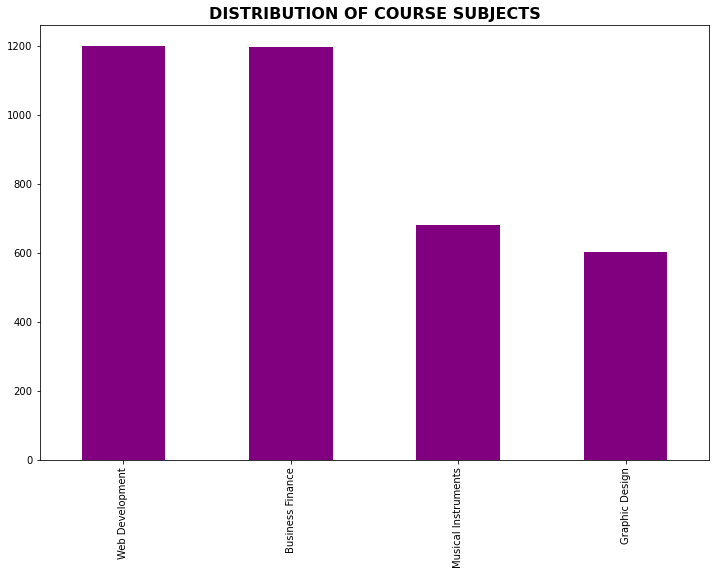 DISTRIBUTION OF COURSE SUBJECTS
1200
1000
800
600
400
200
0
Web Development
Business Finance
Musical Instruments
Graphic Design